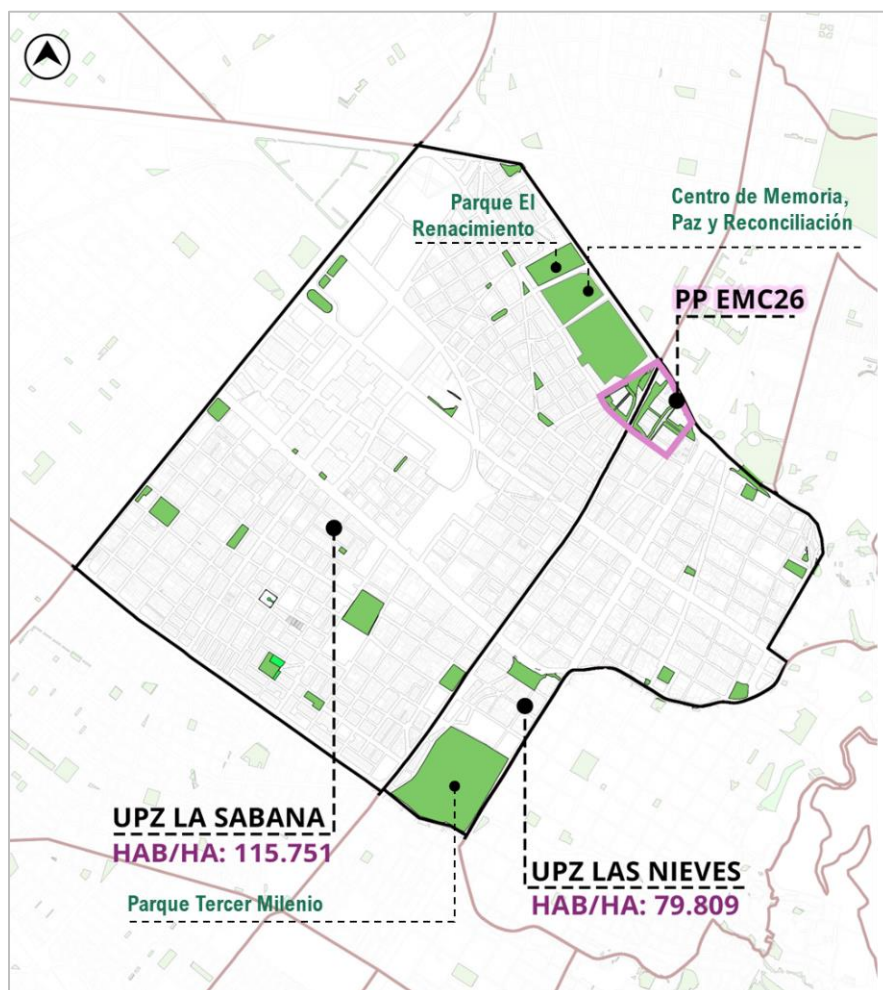 Parque El
Renacimiento
Centro de Memoria,
Paz y Reconciliación
PP EMC26
UPZ LA SABANA
HAB/HA: 115.751
Parque Tercer Milenio
UPZ LAS NIEVES
HAB/HA: 79.809